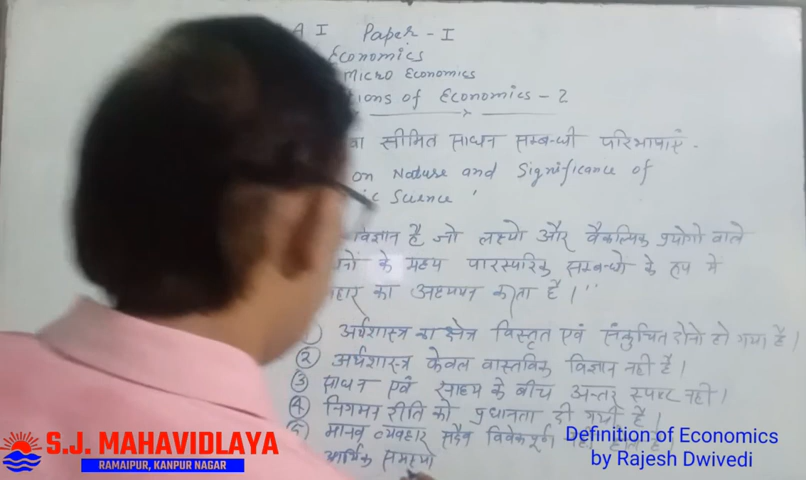 A I Paper - I
Economics
Micro Economics
ions of Economics - 2
वा सीमित साधन सम्बन्धी परिभाषाएं -
on Nature and Significance of
ic Science '
विज्ञान है जो लक्ष्यो और वैकल्पिक प्रयोगो वाले
नों के मध्य पारस्परिक सम्बन्धो के रूप में
हार का अध्ययन करता है। "
) अर्थशास्त्र का क्षेत्र विस्तृत एवं संकुचित दोनो हो गया है।
② अर्थशास्त्र केवल वास्तविक विज्ञान नही है।
③ साधन एवं साध्य के बीच अन्तर स्पष्ट नही।
④ निगमन रीति को प्रधानता दी गयी है।
⑤ मानव व्यवहार सदैव विवेकपूर्ण
आर्थिक समस्या
Definition of Economics
by Rajesh Dwivedi
S.J. MAHAVIDLAYA
RAMAIPUR, KANPUR NAGAR